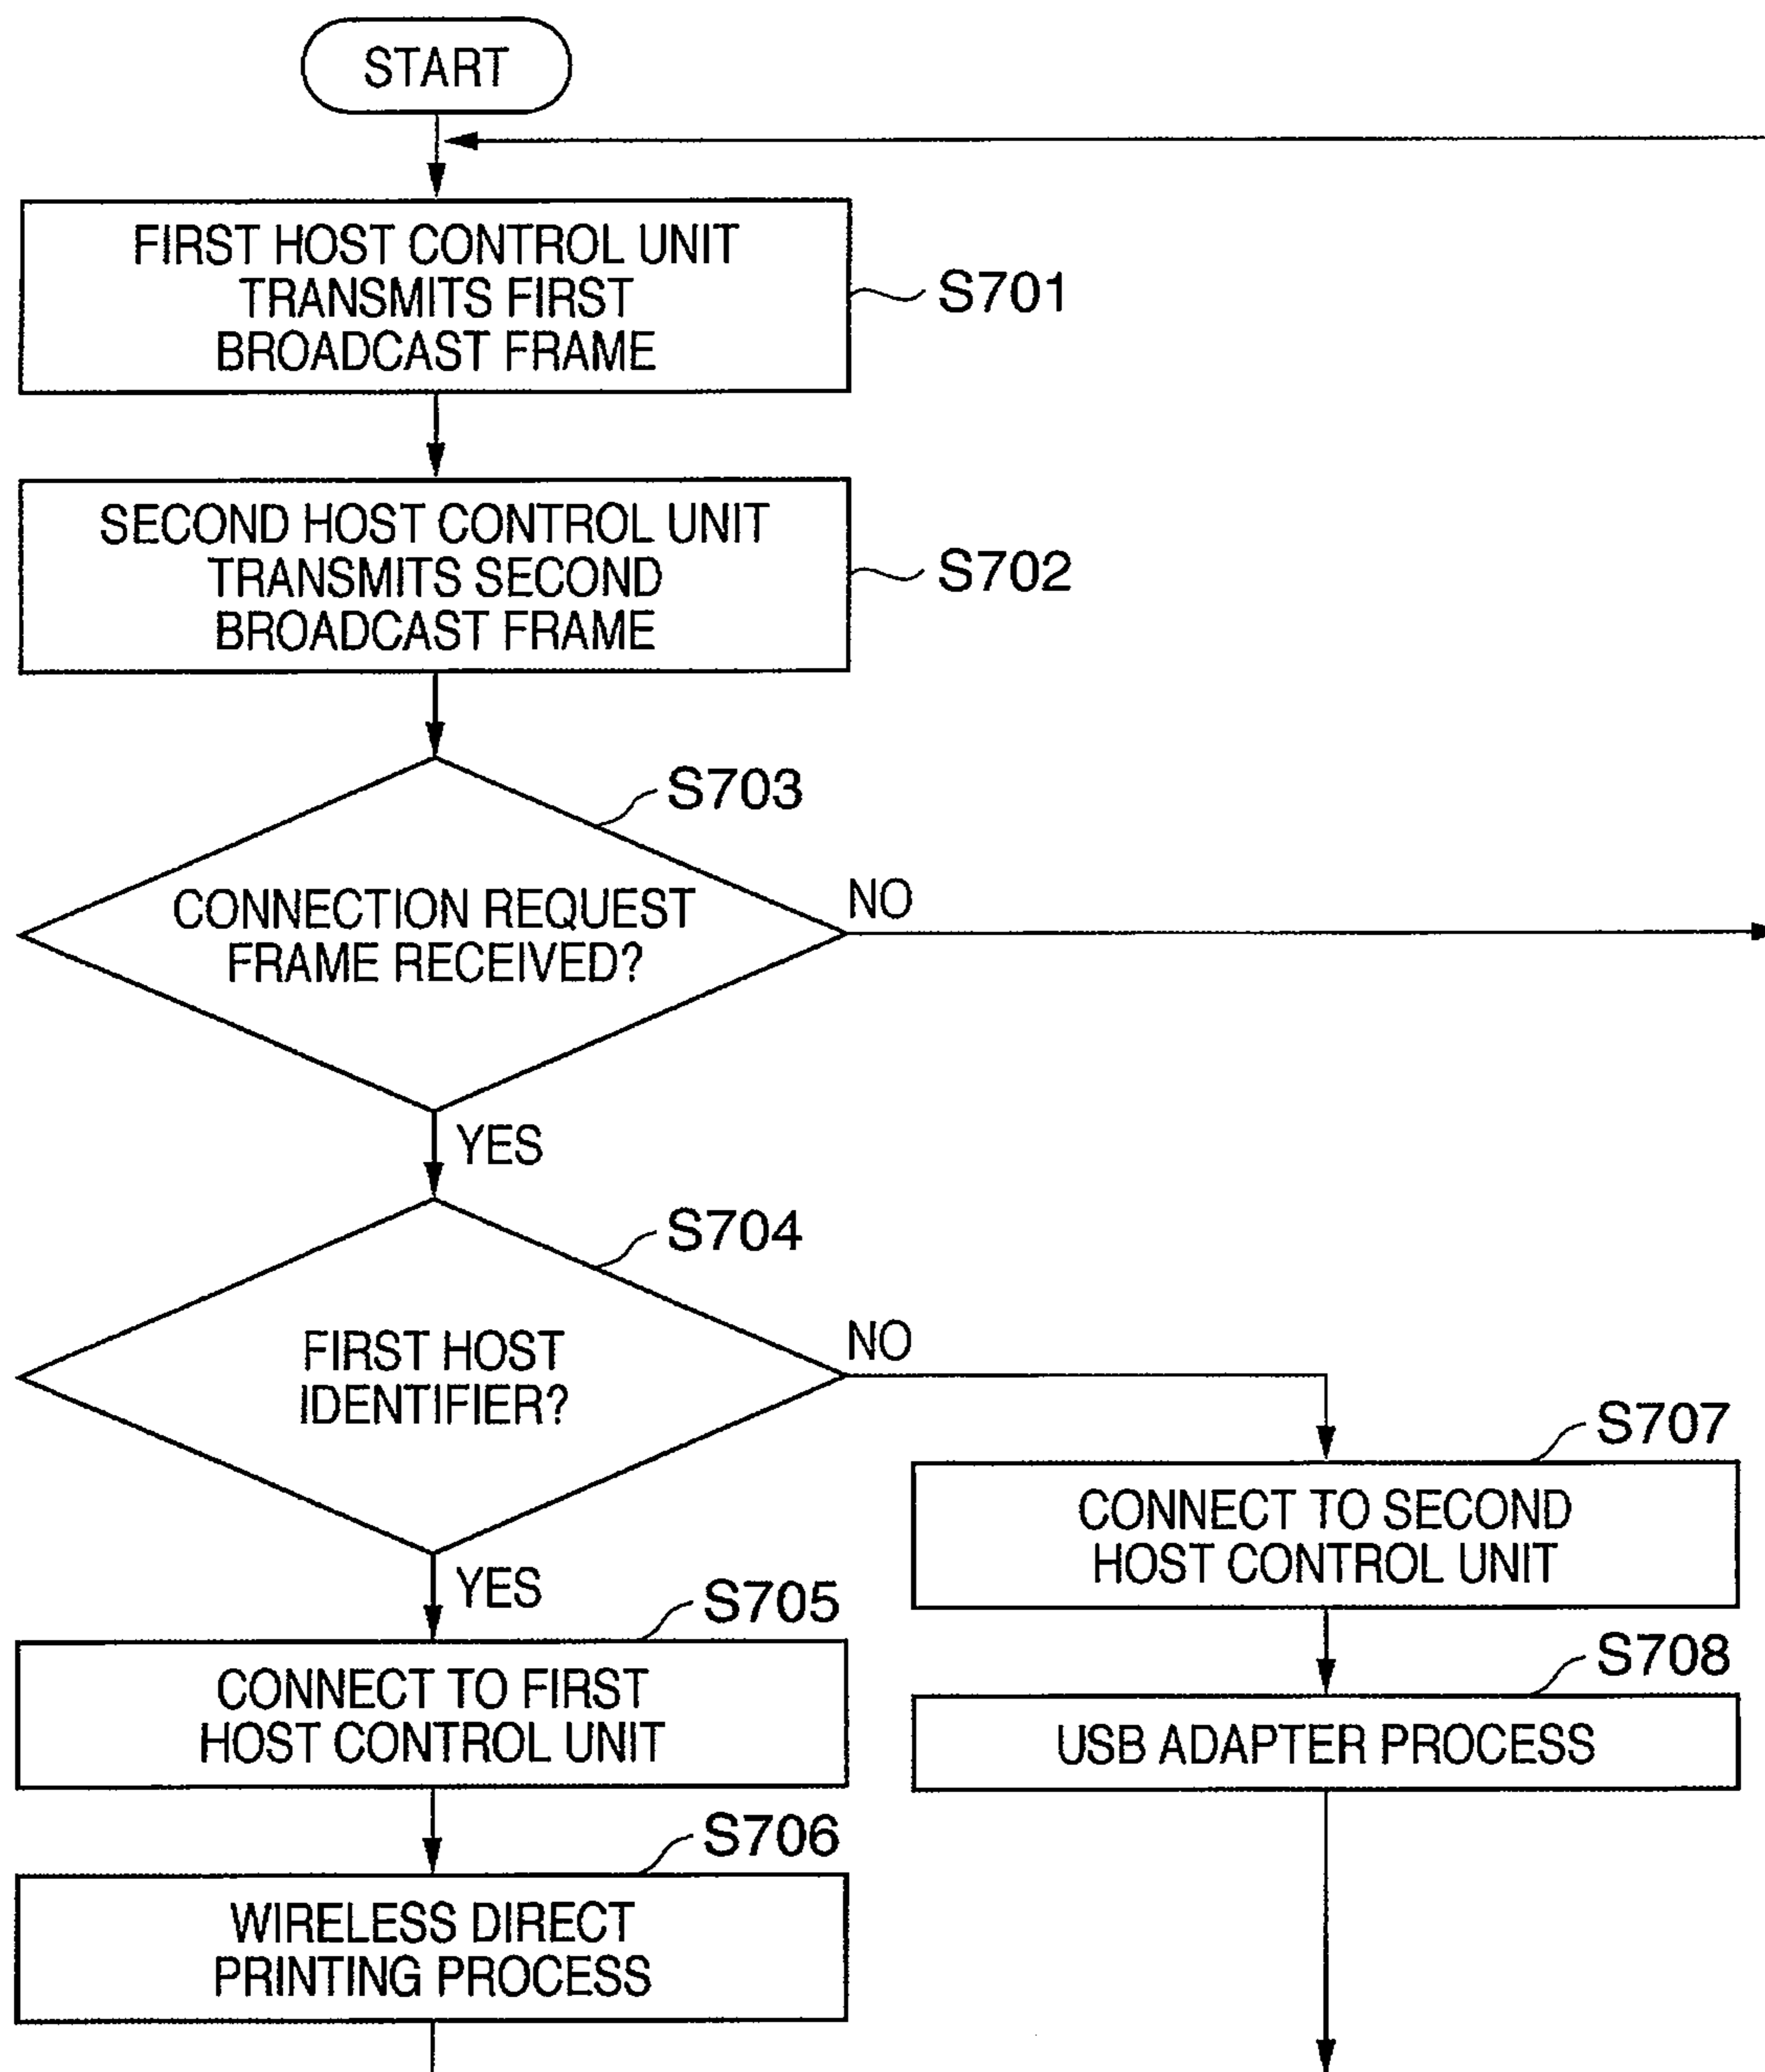 START
FIRST HOST CONTROL UNIT
TRANSMITS FIRST
BROADCAST FRAME
S701
SECOND HOST CONTROL UNIT
TRANSMITS SECOND
BROADCAST FRAME
S702
S703
CONNECTION REQUEST
FRAME RECEIVED?
NO
YES
S704
FIRST HOST
IDENTIFIER?
NO
YES
S707
CONNECT TO SECOND
HOST CONTROL UNIT
S705
CONNECT TO FIRST
HOST CONTROL UNIT
S708
USB ADAPTER PROCESS
S706
WIRELESS DIRECT
PRINTING PROCESS